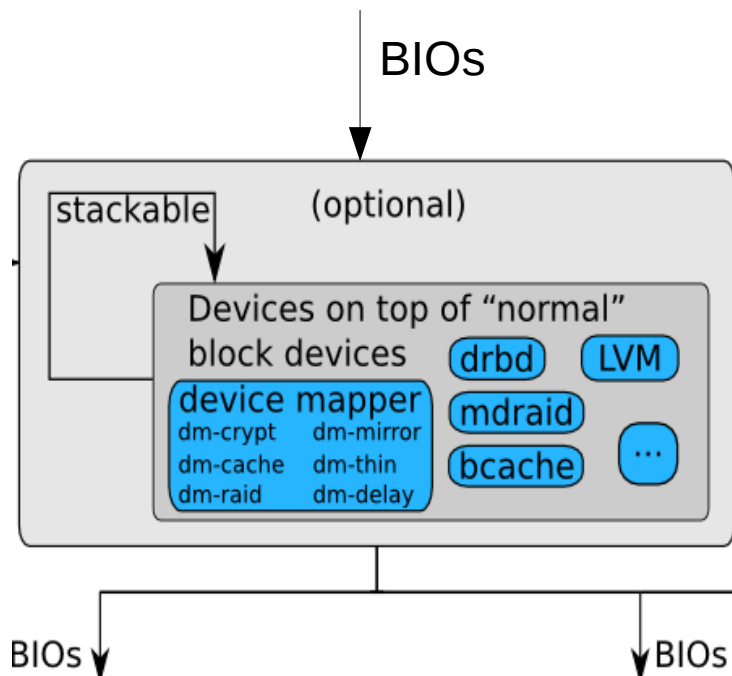 BIOs
stackable
(optional)
Devices on top of “normal”
block devices
drbd
LVM
device mapper
mdraid
dm-crypt dm-mirror
...
dm-cache dm-thin
bcache
dm-raid dm-delay
BIOs
BIOs